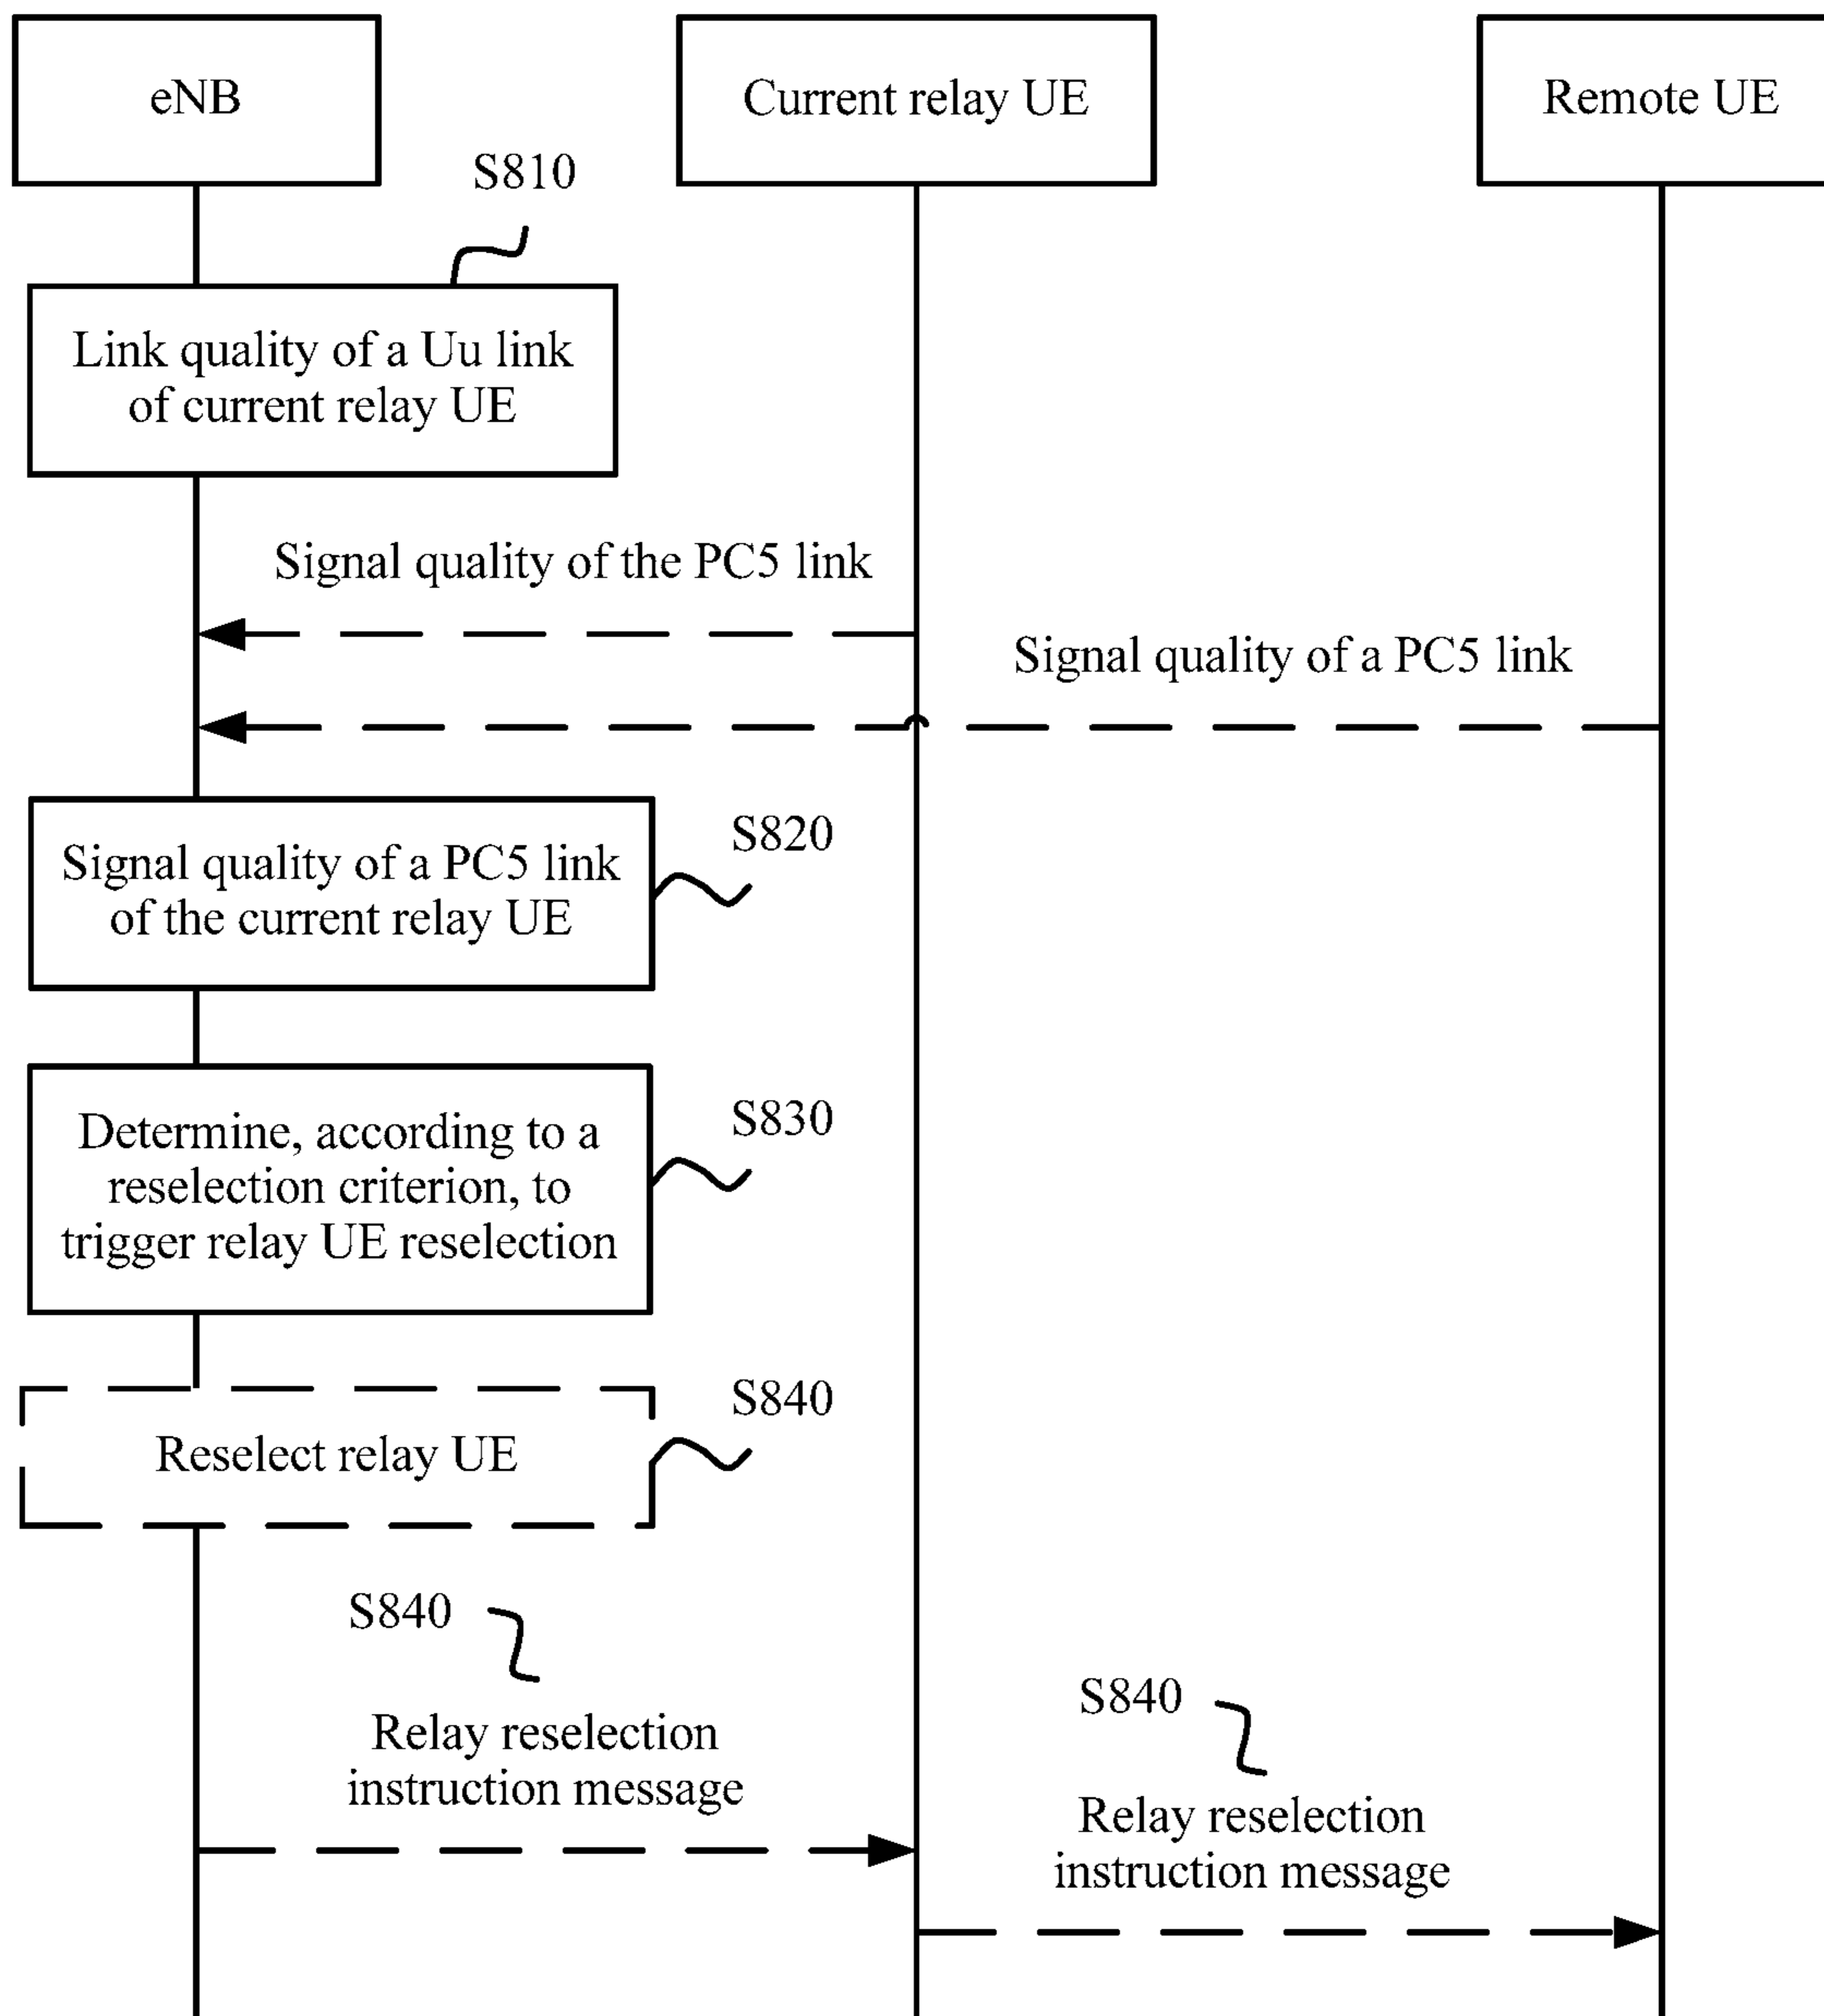 eNB
Current relay UE
Remote UE
S810
Link quality of a Uu link
of current relay UE
Signal quality of the PC5 link
Signal quality of a PC5 link
S820
Signal quality of a PC5 link
of the current relay UE
S830
Determine, according to a
reselection criterion, to
trigger relay UE reselection
S840
Reselect relay UE
S840
Relay reselection
instruction message
S840
Relay reselection
instruction message